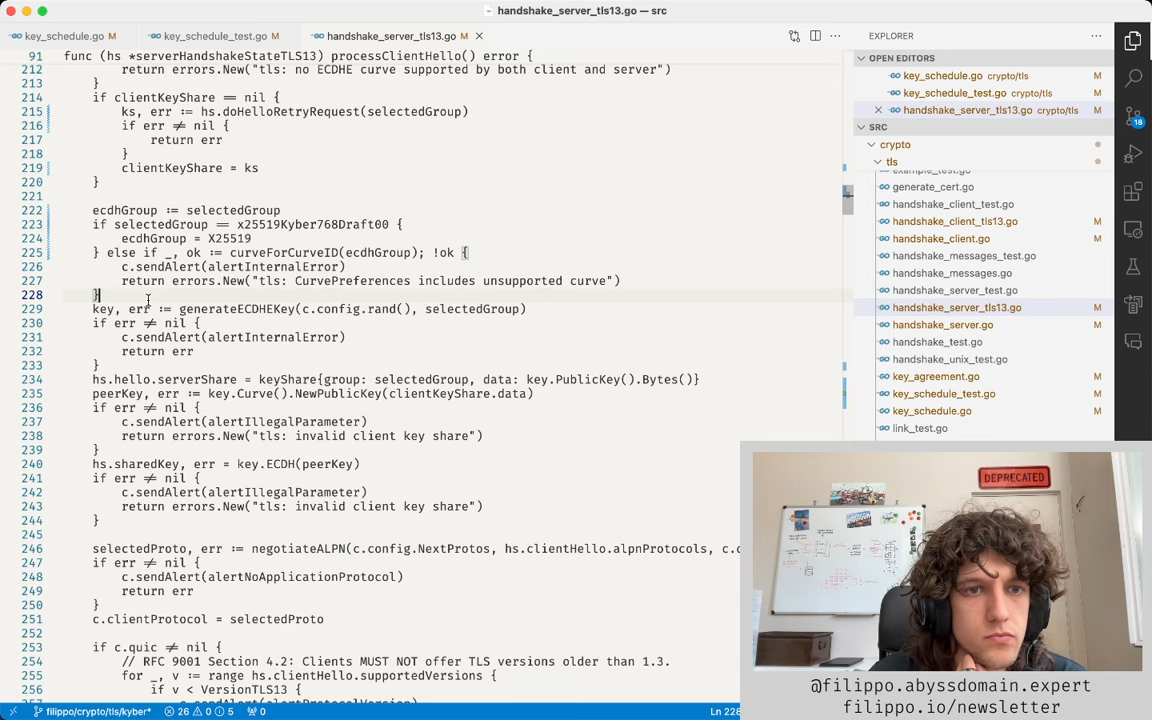 handshake_server_tls13.go — src
key_schedule.go M
key_schedule_test.go M
handshake_server_tls13.go M
EXPLORER
91 func (hs *serverHandshakeStateTLS13) processClientHello() error {
212 return errors.New("tls: no ECDHE curve supported by both client and server")
213 }
214 if clientKeyShare == nil {
215 ks, err := hs.doHelloRetryRequest(selectedGroup)
216 if err ≠ nil {
217 return err
218 }
219 clientKeyShare = ks
220 }
221
222 ecdhGroup := selectedGroup
223 if selectedGroup == x25519Kyber768Draft00 {
224 ecdhGroup = X25519
225 } else if _, ok := curveForCurveID(ecdhGroup); !ok {
226 c.sendAlert(alertInternalError)
227 return errors.New("tls: CurvePreferences includes unsupported curve")
228 }
229 key, err := generateECDHEKey(c.config.rand(), selectedGroup)
230 if err ≠ nil {
231 c.sendAlert(alertInternalError)
232 return err
233 }
234 hs.hello.serverShare = keyShare{group: selectedGroup, data: key.PublicKey().Bytes()}
235 peerKey, err := key.Curve().NewPublicKey(clientKeyShare.data)
236 if err ≠ nil {
237 c.sendAlert(alertIllegalParameter)
238 return errors.New("tls: invalid client key share")
239 }
240 hs.sharedKey, err = key.ECDH(peerKey)
241 if err ≠ nil {
242 c.sendAlert(alertIllegalParameter)
243 return errors.New("tls: invalid client key share")
244 }
245
246 selectedProto, err := negotiateALPN(c.config.NextProtos, hs.clientHello.alpnProtocols, c.q
247 if err ≠ nil {
248 c.sendAlert(alertNoApplicationProtocol)
249 return err
250 }
251 c.clientProtocol = selectedProto
252
253 if c.quic ≠ nil {
254 // RFC 9001 Section 4.2: Clients MUST NOT offer TLS versions older than 1.3.
255 for _, v := range hs.clientHello.supportedVersions {
256 if v < VersionTLS13 {
OPEN EDITORS
key_schedule.go crypto/tls M
key_schedule_test.go crypto/tls M
handshake_server_tls13.go crypto/tls M
SRC
crypto
tls
example_test.go
generate_cert.go
handshake_client_test.go
handshake_client_tls13.go M
handshake_client.go M
handshake_messages_test.go
handshake_messages.go
handshake_server_test.go
handshake_server_tls13.go M
handshake_server.go M
handshake_test.go
handshake_unix_test.go
key_agreement.go M
key_schedule_test.go M
key_schedule.go M
link_test.go
18
DEPRECATED
@filippo.abyssdomain.expert
filippo.io/newsletter
filippo/crypto/tls/kyber* 26 0 5 0 Ln 228